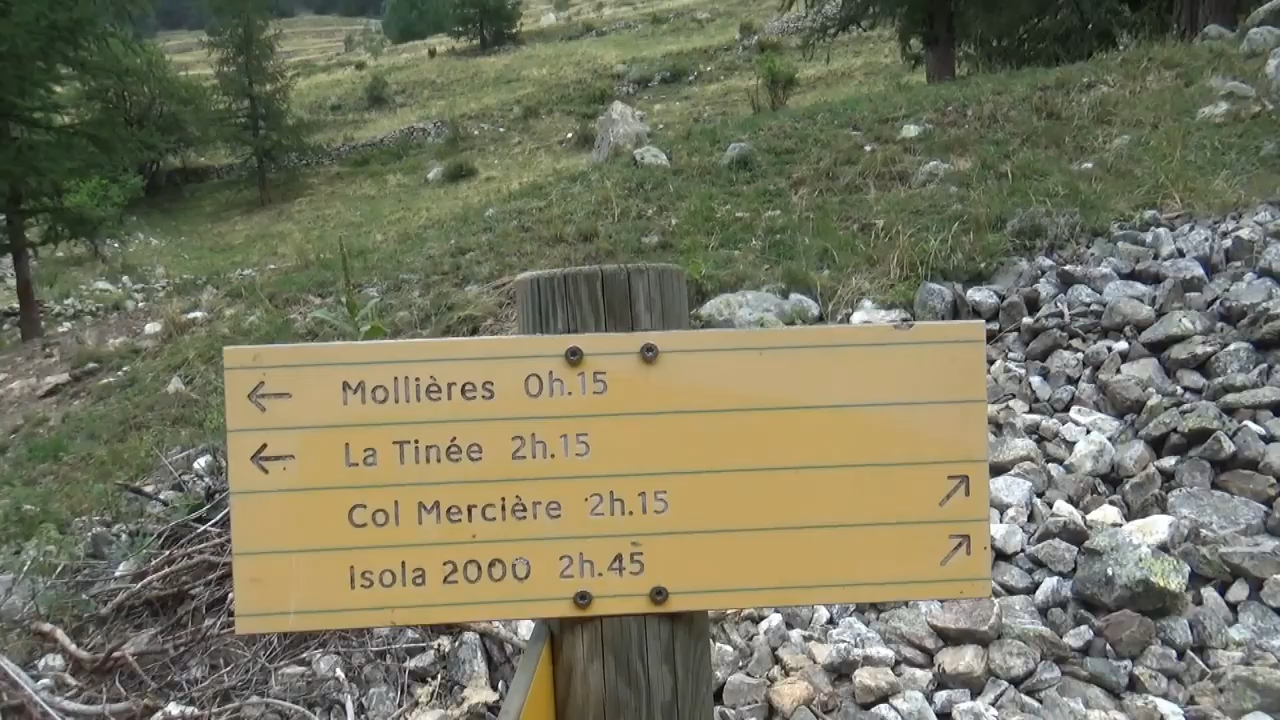 ← Mollières 0h.15
← La Tinée 2h.15
Col Mercière 2h.15 ↗
Isola 2000 2h.45 ↗